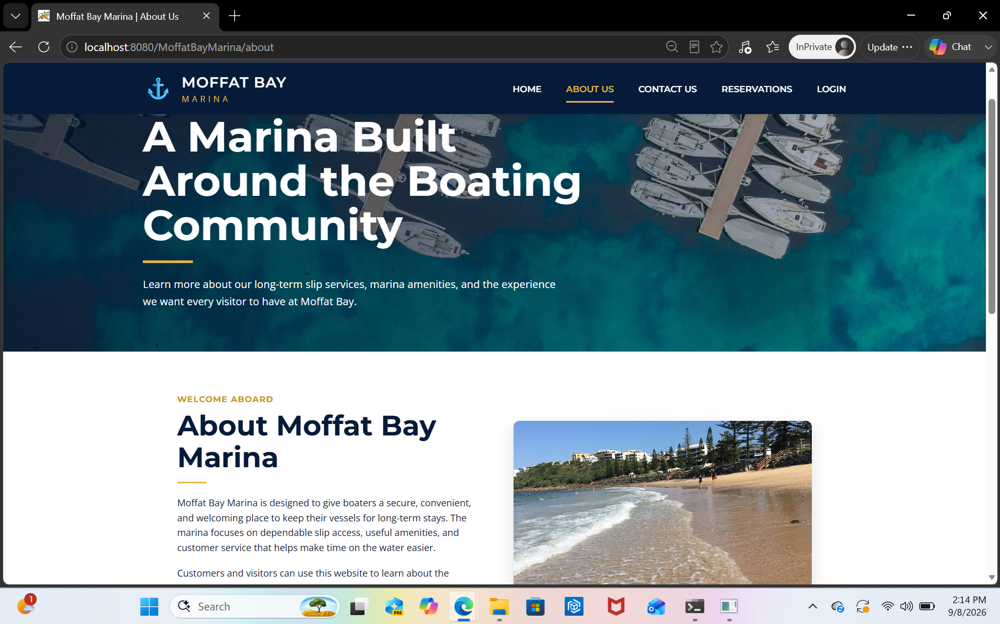 Moffat Bay Marina | About Us
localhost:8080/MoffatBayMarina/about
InPrivate
Update
Chat
MOFFAT BAY
MARINA
HOME
ABOUT US
CONTACT US
RESERVATIONS
LOGIN
A Marina Built
Around the Boating
Community
Learn more about our long-term slip services, marina amenities, and the experience
we want every visitor to have at Moffat Bay.
WELCOME ABOARD
About Moffat Bay
Marina
Moffat Bay Marina is designed to give boaters a secure, convenient,
and welcoming place to keep their vessels for long-term stays. The
marina focuses on dependable slip access, useful amenities, and
customer service that helps make time on the water easier.
Customers and visitors can use this website to learn about the
1
Search
PRE
2:14 PM
9/8/2026